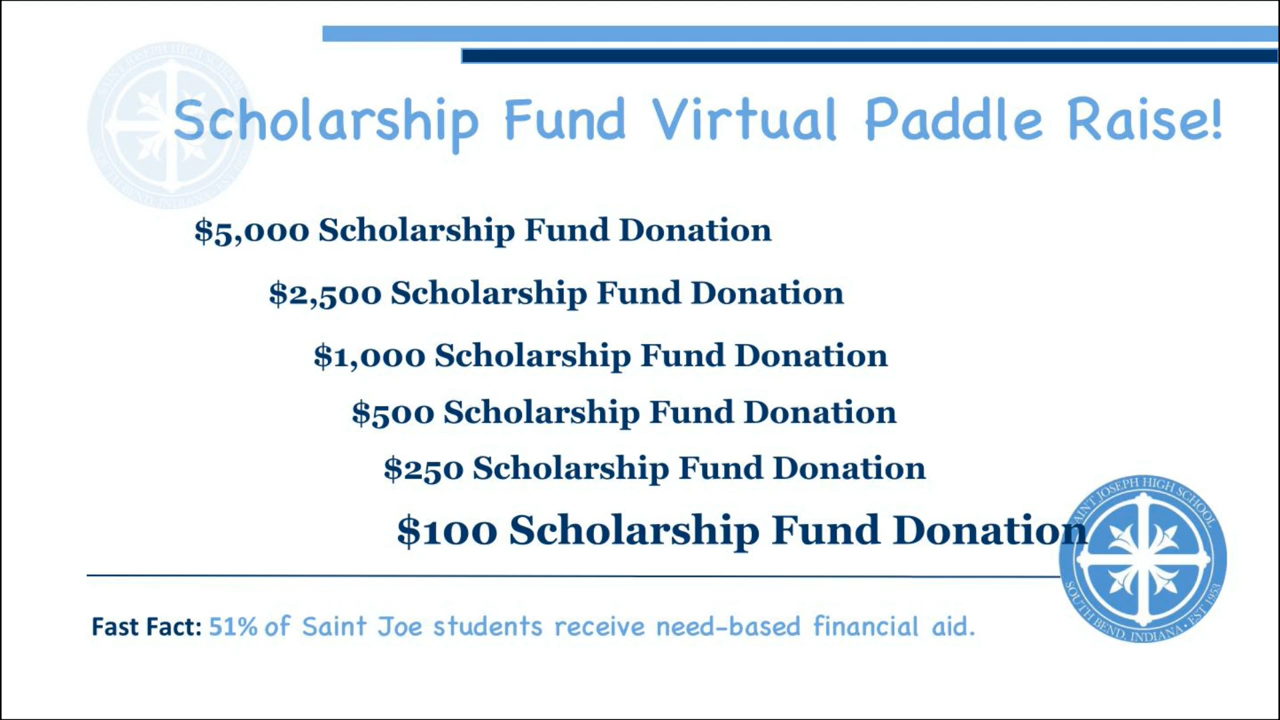 Scholarship Fund Virtual Paddle Raise!
$5,000 Scholarship Fund Donation
$2,500 Scholarship Fund Donation
$1,000 Scholarship Fund Donation
$500 Scholarship Fund Donation
$250 Scholarship Fund Donation
$100 Scholarship Fund Donation
SAINT JOSEPH HIGH SCHOOL
SOUTH BEND, INDIANA • EST 1953
Fast Fact: 51% of Saint Joe students receive need-based financial aid.